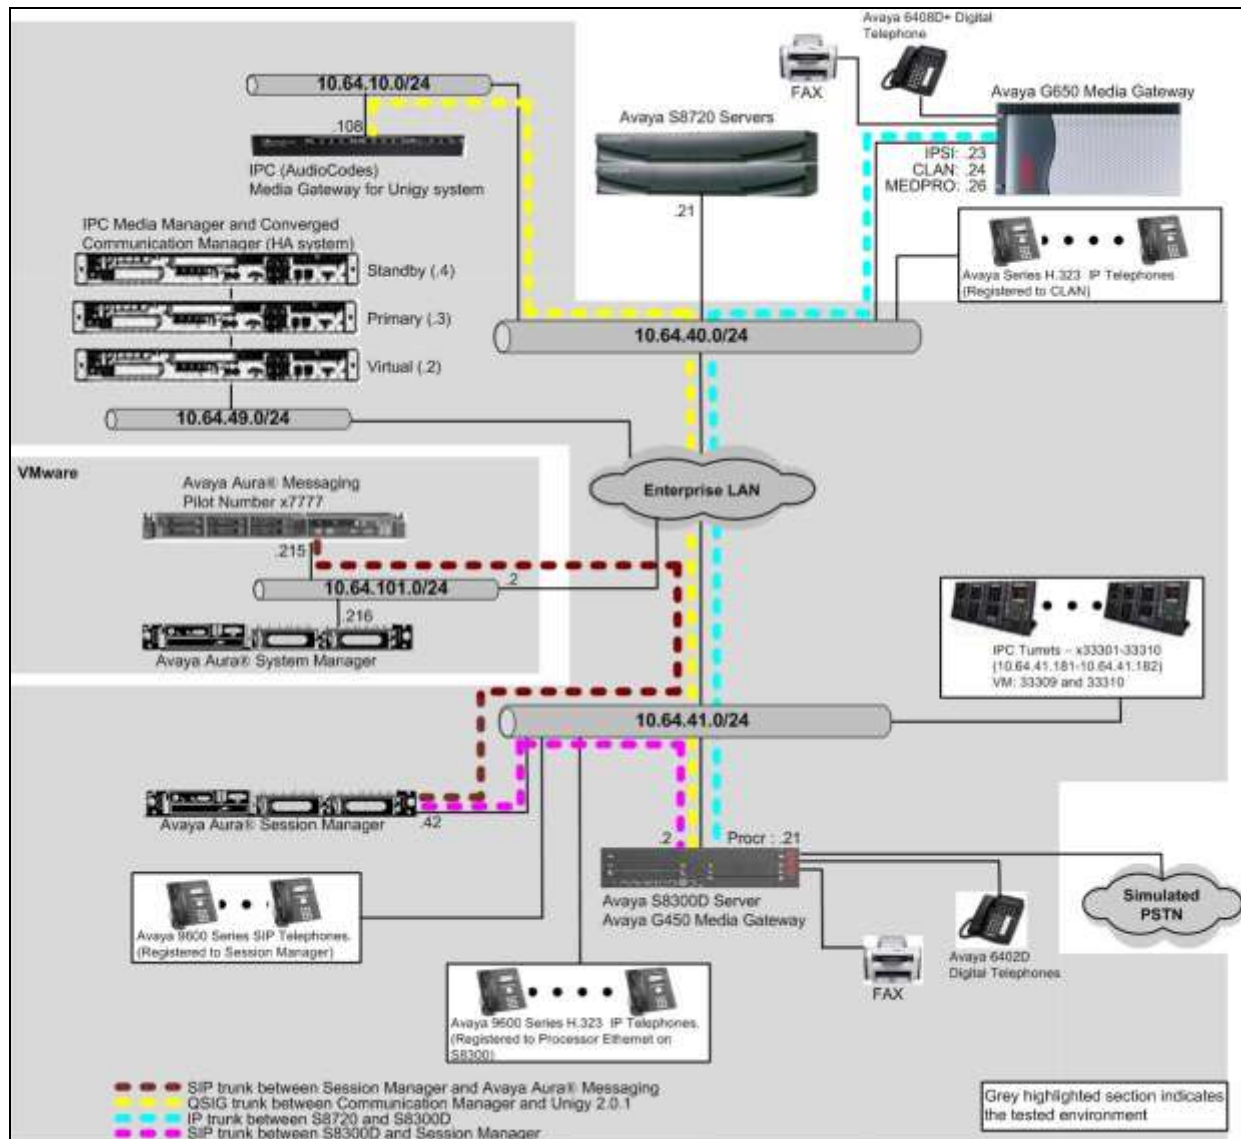 Avaya 6408D+ Digital
Telephone
10.64.10.0/24
FAX
Avaya G650 Media Gateway
Avaya S8720 Servers
.108
IPC (AudioCodes)
Media Gateway for Unigy system
IPSI: .23
CLAN: .24
MEDPRO: .26
.21
IPC Media Manager and Converged
Communication Manager (HA system)
Standby (.4)
Avaya Series H.323 IP Telephones
(Registered to CLAN)
Primary (.3)
10.64.40.0/24
Virtual (.2)
10.64.49.0/24
VMware
Avaya Aura® Messaging
Pilot Number x7777
Enterprise LAN
.215
10.64.101.0/24
.2
.216
Avaya Aura® System Manager
IPC Turrets – x33301-33310
(10.64.41.181-10.64.41.182)
VM: 33309 and 33310
10.64.41.0/24
Avaya Aura® Session Manager
.42
.2
Procr : .21
Avaya S8300D Server
Avaya G450 Media Gateway
Simulated
PSTN
Avaya 9600 Series SIP Telephones.
(Registered to Session Manager)
Avaya 6402D
Digital Telephones
FAX
Avaya 9600 Series H.323 IP Telephones.
(Registered to Processor Ethernet on
S8300)
SIP trunk between Session Manager and Avaya Aura® Messaging
QSIG trunk between Communication Manager and Unigy 2.0.1
IP trunk between S8720 and S8300D
SIP trunk between S8300D and Session Manager
Grey highlighted section indicates
the tested environment